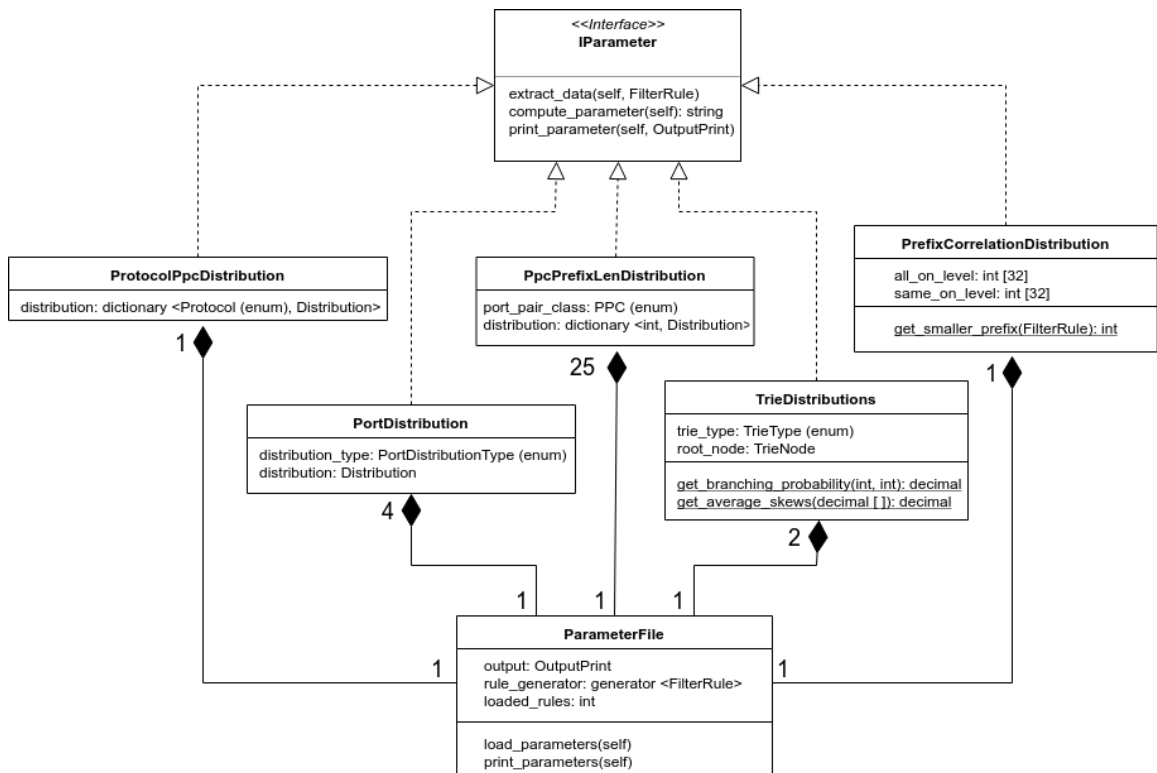 <<Interface>>
IParameter
extract_data(self, FilterRule)
compute_parameter(self): string
print_parameter(self, OutputPrint)
ProtocolPpcDistribution
distribution: dictionary <Protocol (enum), Distribution>
1
PpcPrefixLenDistribution
port_pair_class: PPC (enum)
distribution: dictionary <int, Distribution>
25
PrefixCorrelationDistribution
all_on_level: int [32]
same_on_level: int [32]
get_smaller_prefix(FilterRule): int
1
PortDistribution
distribution_type: PortDistributionType (enum)
distribution: Distribution
4
TrieDistributions
trie_type: TrieType (enum)
root_node: TrieNode
get_branching_probability(int, int): decimal
get_average_skews(decimal [ ]): decimal
2
1
1
1
1
1
ParameterFile
output: OutputPrint
rule_generator: generator <FilterRule>
loaded_rules: int
load_parameters(self)
print_parameters(self)